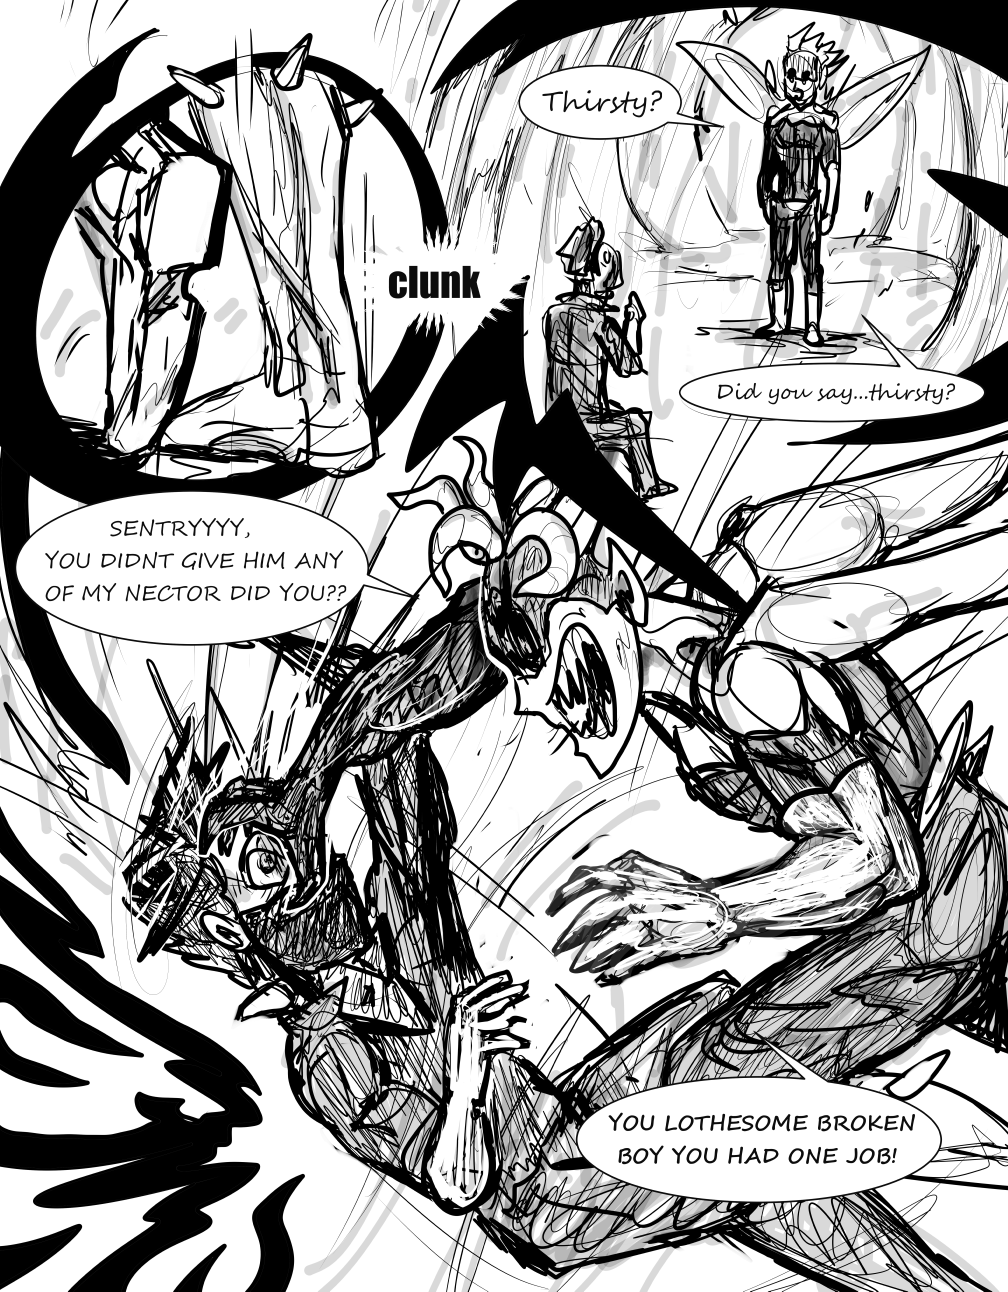 clunk
Thirsty?
Did you say...thirsty?
SENTRYYYY,
YOU DIDNT GIVE HIM ANY
OF MY NECTOR DID YOU??
YOU LOTHESOME BROKEN
BOY YOU HAD ONE JOB!